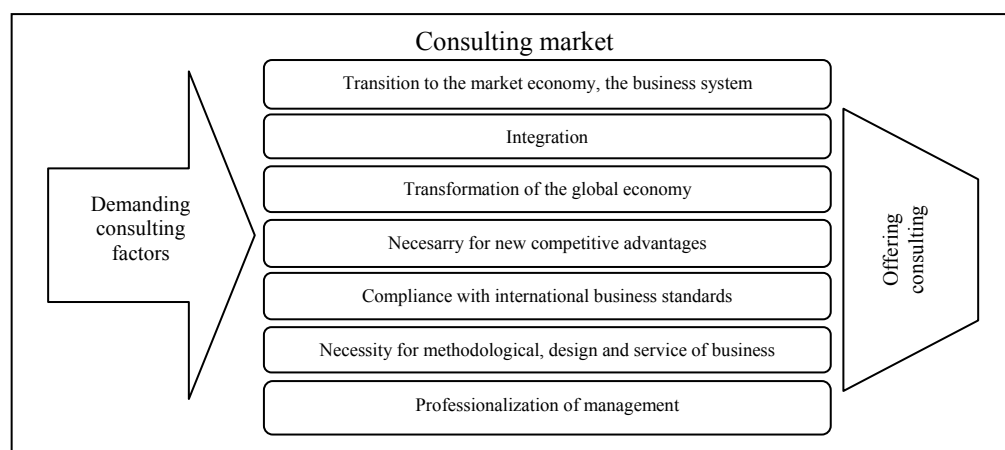 Consulting market
Transition to the market economy, the business system
Integration
Transformation of the global economy
Demanding
consulting
factors
Necesarry for new competitive advantages
Compliance with international business standards
Necessity for methodological, design and service of business
Professionalization of management
Offering
consulting